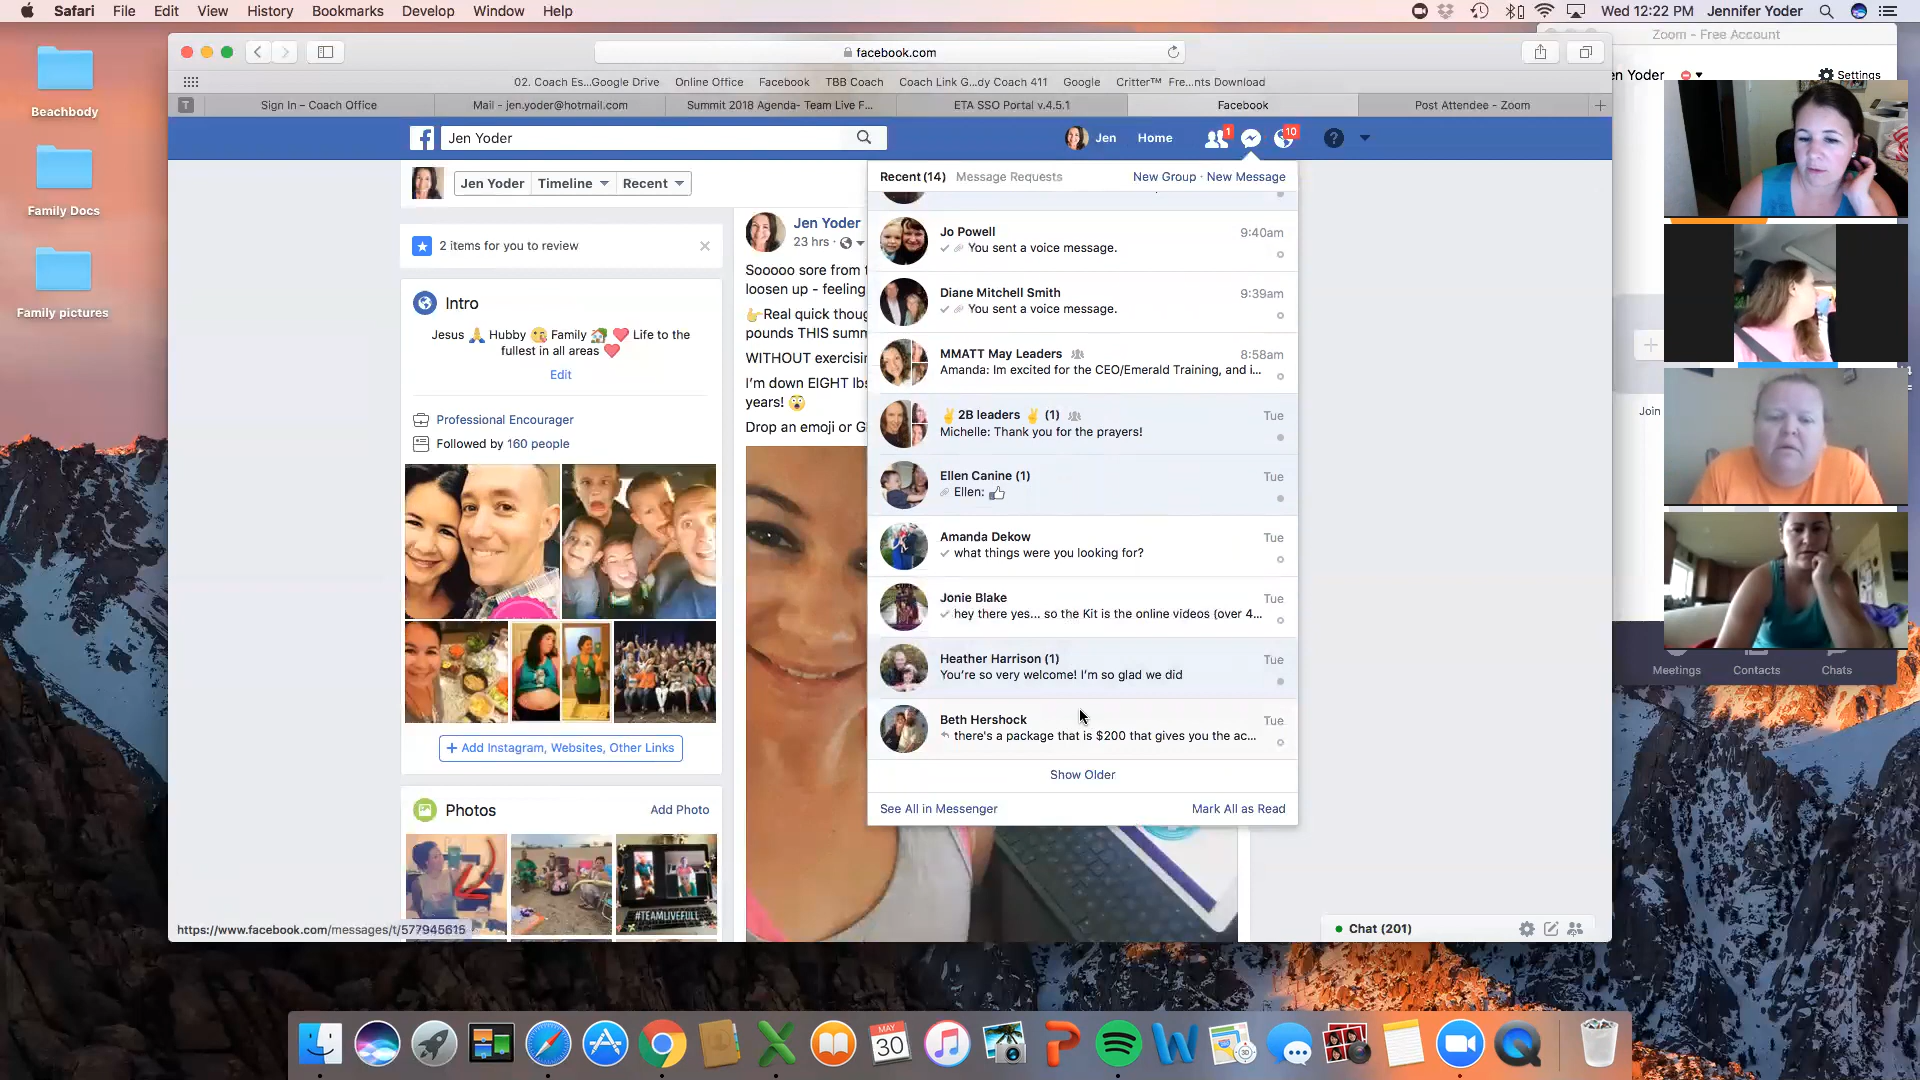 Safari File Edit View History Bookmarks Develop Window Help
Wed 12:22 PM Jennifer Yoder
Zoom - Free Account
en Yoder
Settings
Beachbody
Family Docs
Family pictures
facebook.com
02. Coach Es...Google Drive Online Office Facebook TBB Coach Coach Link G...dy Coach 411 Google Critter™ Fre...nts Download
T Sign In – Coach Office Mail - jen.yoder@hotmail.com Summit 2018 Agenda- Team Live F... ETA SSO Portal v.4.5.1 Facebook Post Attendee - Zoom
Jen Yoder
Jen Home 1 10
Jen Yoder Timeline Recent
2 items for you to review
Intro
Jesus 🙏 Hubby 😘 Family 🏡 ❤️ Life to the
fullest in all areas ❤️
Edit
Professional Encourager
Followed by 160 people
+ Add Instagram, Websites, Other Links
Photos Add Photo
#TEAMLIVEFULL
https://www.facebook.com/messages/t/577945615
Jen Yoder
23 hrs ·
Sooooo sore from
loosen up - feeling
👉Real quick thoug
pounds THIS summ
WITHOUT exercisin
I'm down EIGHT lbs
years! 😲
Drop an emoji or G
Recent (14) Message Requests New Group · New Message
Jo Powell 9:40am
You sent a voice message.
Diane Mitchell Smith 9:39am
You sent a voice message.
MMATT May Leaders 8:58am
Amanda: Im excited for the CEO/Emerald Training, and i...
✌️2B leaders ✌️ (1) Tue
Michelle: Thank you for the prayers!
Ellen Canine (1) Tue
Ellen: 👍
Amanda Dekow Tue
what things were you looking for?
Jonie Blake Tue
hey there yes... so the Kit is the online videos (over 4...
Heather Harrison (1) Tue
You're so very welcome! I'm so glad we did
Beth Hershock Tue
there's a package that is $200 that gives you the ac...
Show Older
See All in Messenger Mark All as Read
Chat (201)
Join
Meetings Contacts Chats
MAY
30